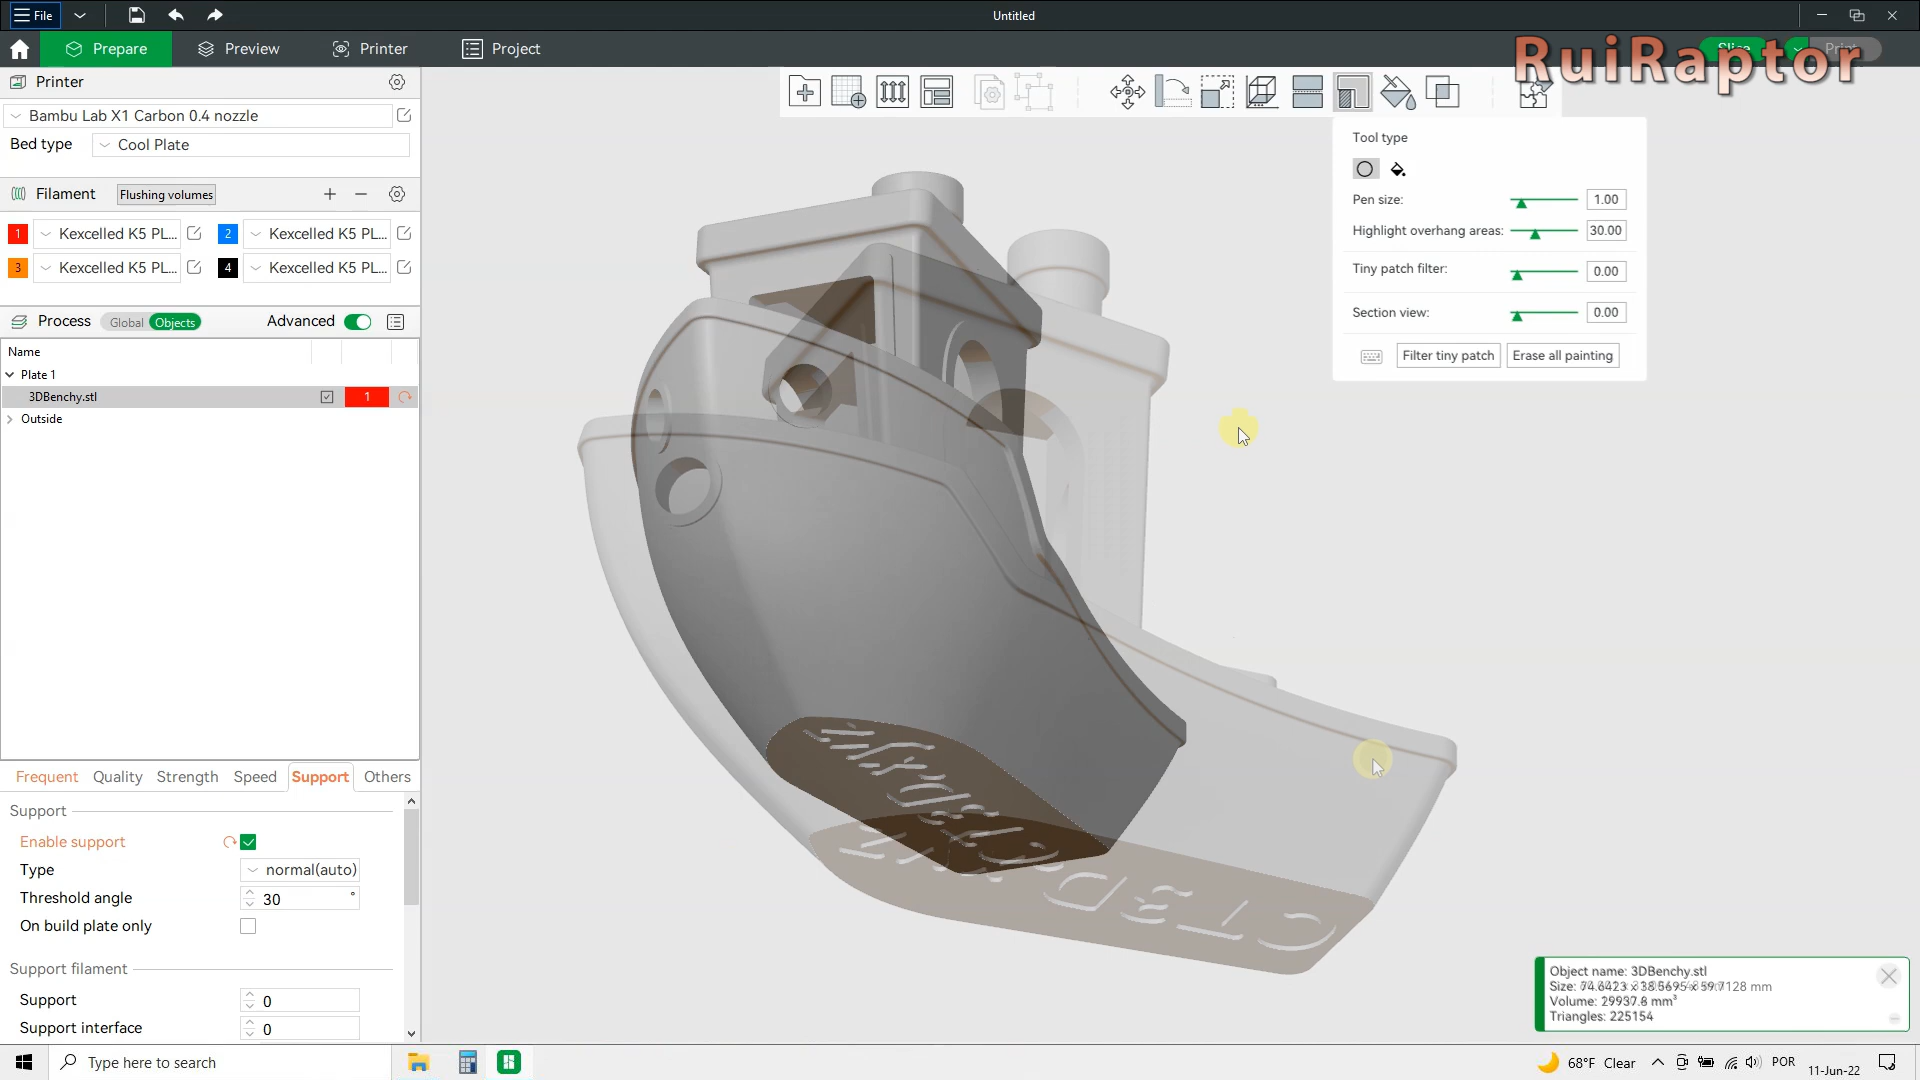 File
Untitled
Prepare
Preview
Printer
Project
Slice
Print
RuiRaptor
Printer
Bambu Lab X1 Carbon 0.4 nozzle
Bed type
Cool Plate
Filament
Flushing volumes
1
Kexcelled K5 PL...
2
Kexcelled K5 PL...
3
Kexcelled K5 PL...
4
Kexcelled K5 PL...
Process
Global
Objects
Advanced
Name
Plate 1
3DBenchy.stl
1
Outside
Tool type
Pen size:
1.00
Highlight overhang areas:
30.00
Tiny patch filter:
0.00
Section view:
0.00
Filter tiny patch
Erase all painting
Frequent
Quality
Strength
Speed
Support
Others
Support
Enable support
Type
normal(auto)
Threshold angle
30
°
On build plate only
Support filament
Support
0
Support interface
0
Object name: 3DBenchy.stl
Volume: 29937.8 mm³
Triangles: 225154
Type here to search
68°F Clear
POR
11-Jun-22